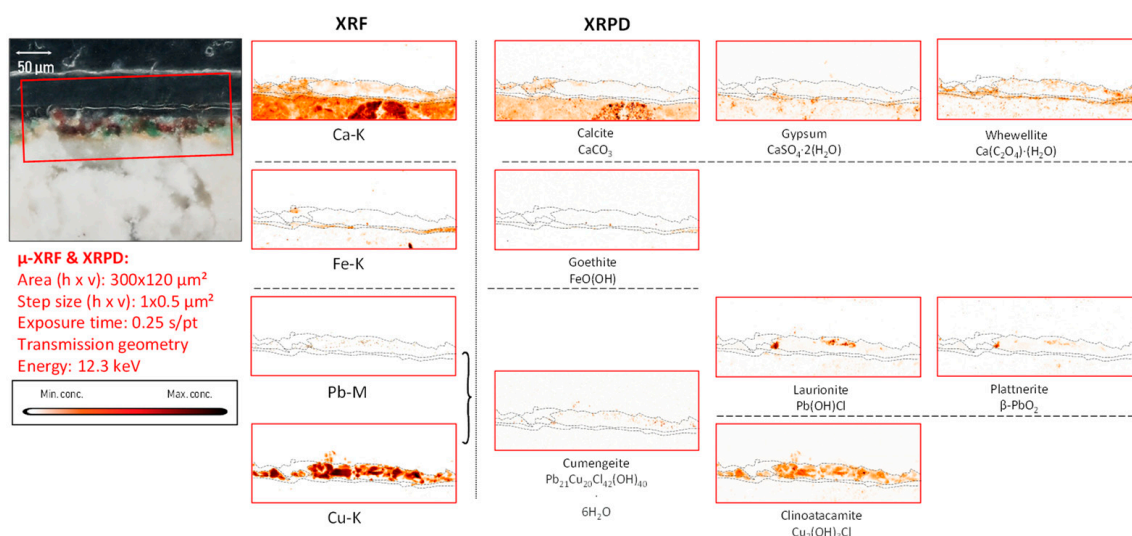 XRF
XRPD
50 µm
Ca-K
Calcite
CaCO₃
Gypsum
CaSO₄·2(H₂O)
Whewellite
Ca(C₂O₄)·(H₂O)
µ-XRF & XRPD:
Area (h x v): 300x120 µm²
Step size (h x v): 1x0.5 µm²
Exposure time: 0.25 s/pt
Transmission geometry
Energy: 12.3 keV
Min. conc.
Max. conc.
Fe-K
Goethite
FeO(OH)
Pb-M
Laurionite
Pb(OH)Cl
Plattnerite
β-PbO₂
Cu-K
Cumengeite
Pb₂₁Cu₂₀Cl₄₂(OH)₄₀
·
6H₂O
Clinoatacamite
Cu₂(OH)₃Cl